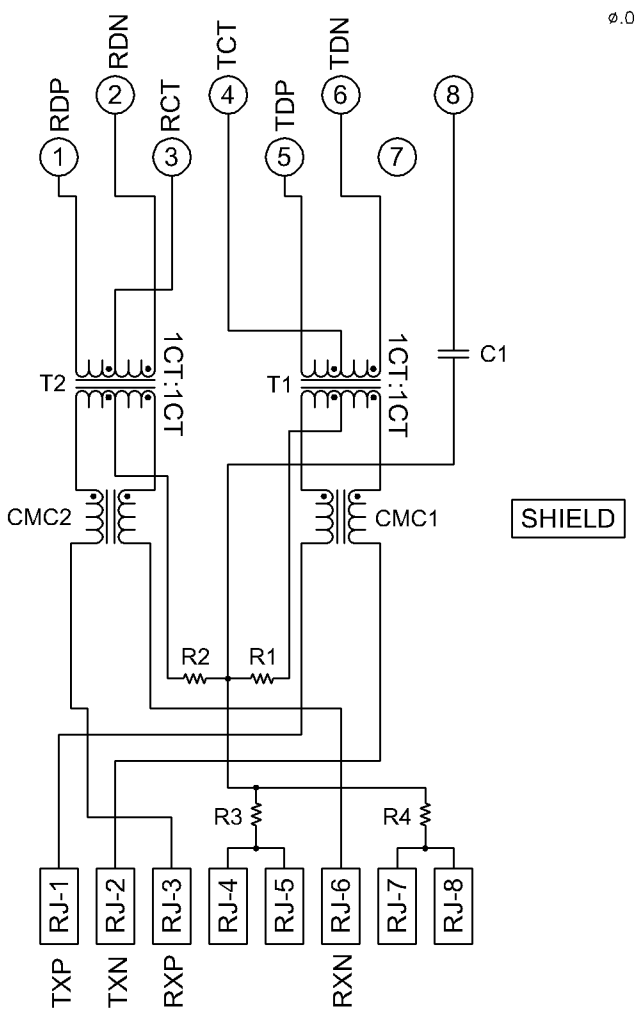 ø.0
RDP
RDN
RCT
TCT
TDP
TDN
1
2
3
4
5
6
7
8
T2
1CT:1CT
T1
1CT:1CT
C1
CMC2
CMC1
SHIELD
R2
R1
R3
R4
RJ-1
RJ-2
RJ-3
RJ-4
RJ-5
RJ-6
RJ-7
RJ-8
TXP
TXN
RXP
RXN